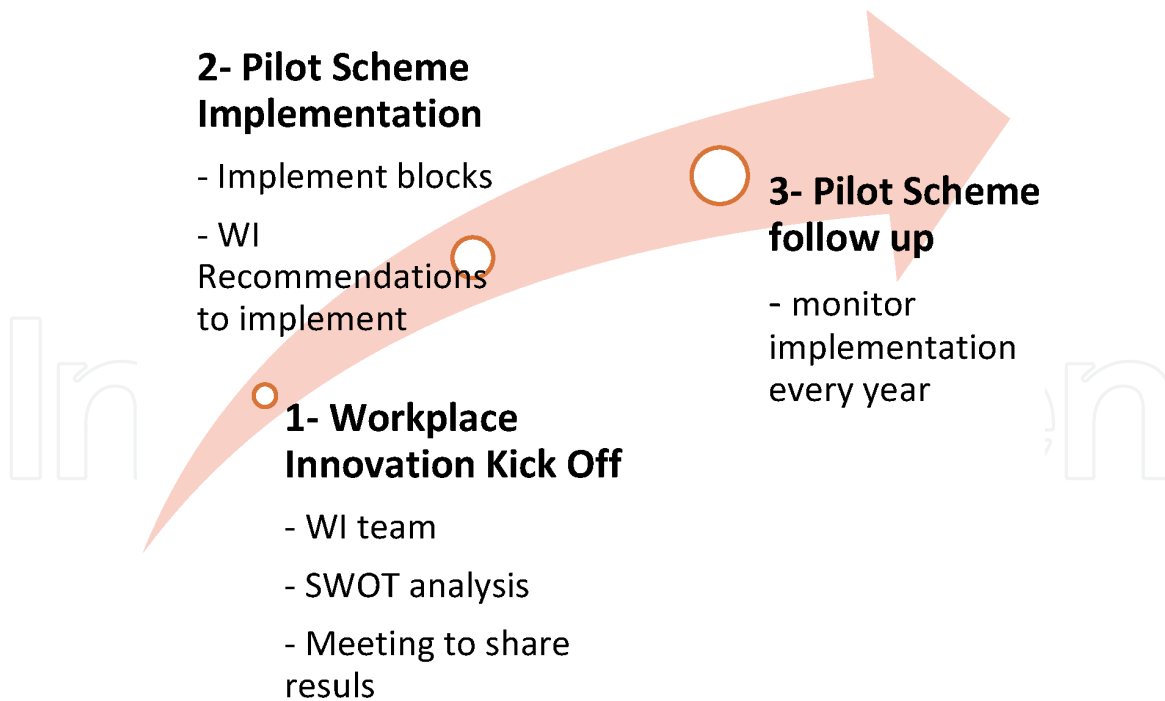 2- Pilot Scheme
Implementation
- Implement blocks
- WI
Recommendations
to implement
3- Pilot Scheme
follow up
- monitor
implementation
every year
1- Workplace
Innovation Kick Off
- WI team
- SWOT analysis
- Meeting to share
resuls